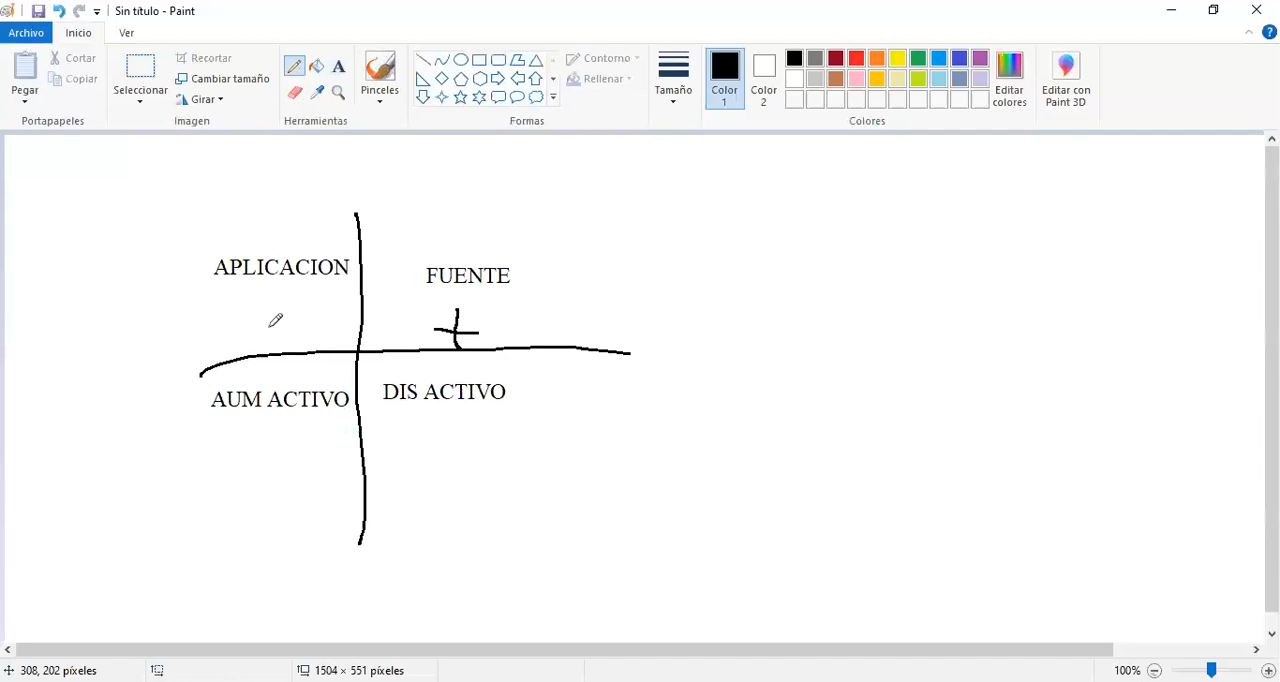 Sin título - Paint
Archivo Inicio Ver
Pegar
Cortar
Copiar
Portapapeles
Seleccionar
Recortar
Cambiar tamaño
Girar
Imagen
A
Herramientas
Pinceles
Contorno
Rellenar
Formas
Tamaño
Color
1
Color
2
Editar
colores
Colores
Editar con
Paint 3D
APLICACION
FUENTE
+
AUM ACTIVO
DIS ACTIVO
308, 202 píxeles
1504 × 551 píxeles
100%